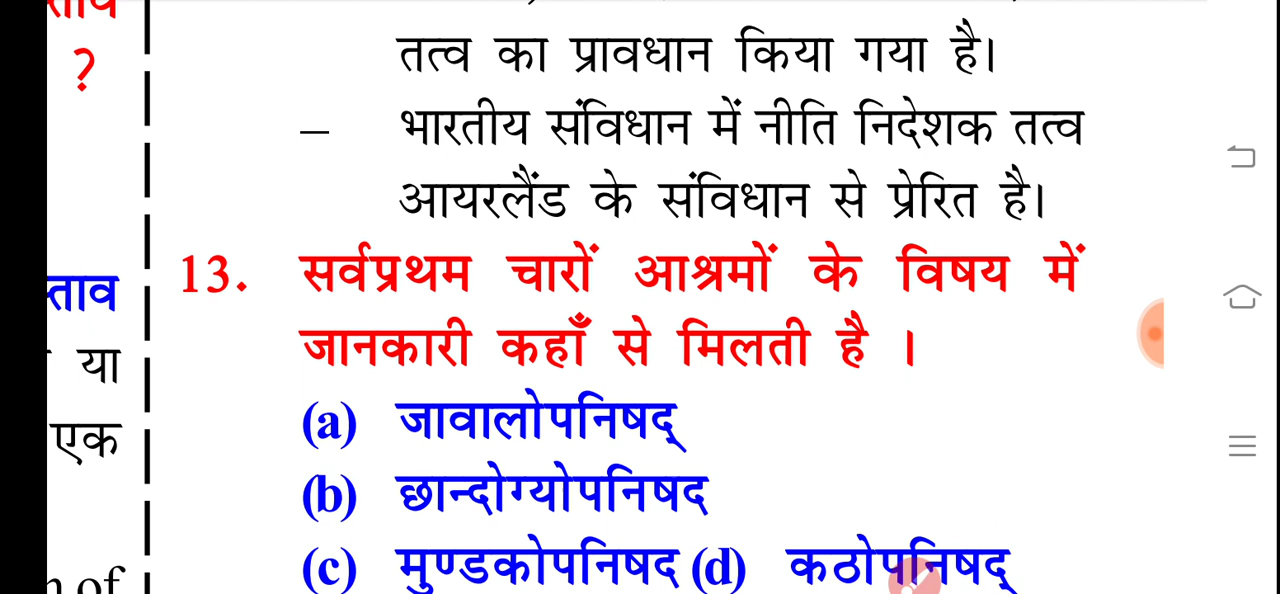 ?
ताव
या
एक
of
तत्व का प्रावधान किया गया है।
– भारतीय संविधान में नीति निदेशक तत्व
आयरलैंड के संविधान से प्रेरित है।
13. सर्वप्रथम चारों आश्रमों के विषय में
जानकारी कहाँ से मिलती है ।
(a) जावालोपनिषद्
(b) छान्दोग्योपनिषद
(c) मुण्डकोपनिषद (d) कठोपनिषद्